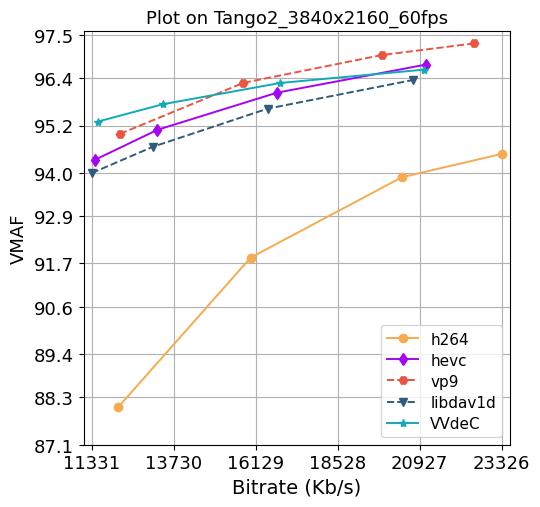 Plot on Tango2_3840x2160_60fps
97.5
96.4
95.2
94.0
92.9
91.7
90.6
89.4
88.3
87.1
VMAF
h264
hevc
vp9
libdav1d
VVdeC
11331 13730 16129 18528 20927 23326
Bitrate (Kb/s)